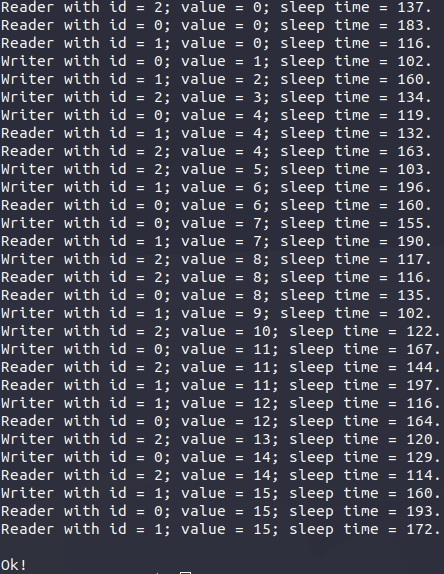 Reader with id = 2; value = 0; sleep time = 137.
Reader with id = 0; value = 0; sleep time = 183.
Reader with id = 1; value = 0; sleep time = 116.
Writer with id = 0; value = 1; sleep time = 102.
Writer with id = 1; value = 2; sleep time = 160.
Writer with id = 2; value = 3; sleep time = 134.
Writer with id = 0; value = 4; sleep time = 119.
Reader with id = 1; value = 4; sleep time = 132.
Reader with id = 2; value = 4; sleep time = 163.
Writer with id = 2; value = 5; sleep time = 103.
Writer with id = 1; value = 6; sleep time = 196.
Reader with id = 0; value = 6; sleep time = 160.
Writer with id = 0; value = 7; sleep time = 155.
Reader with id = 1; value = 7; sleep time = 190.
Writer with id = 2; value = 8; sleep time = 117.
Reader with id = 2; value = 8; sleep time = 116.
Reader with id = 0; value = 8; sleep time = 135.
Writer with id = 1; value = 9; sleep time = 102.
Writer with id = 2; value = 10; sleep time = 122.
Writer with id = 0; value = 11; sleep time = 167.
Reader with id = 2; value = 11; sleep time = 144.
Reader with id = 1; value = 11; sleep time = 197.
Writer with id = 1; value = 12; sleep time = 116.
Reader with id = 0; value = 12; sleep time = 164.
Writer with id = 2; value = 13; sleep time = 120.
Writer with id = 0; value = 14; sleep time = 129.
Reader with id = 2; value = 14; sleep time = 114.
Writer with id = 1; value = 15; sleep time = 160.
Reader with id = 0; value = 15; sleep time = 193.
Reader with id = 1; value = 15; sleep time = 172.
Ok!